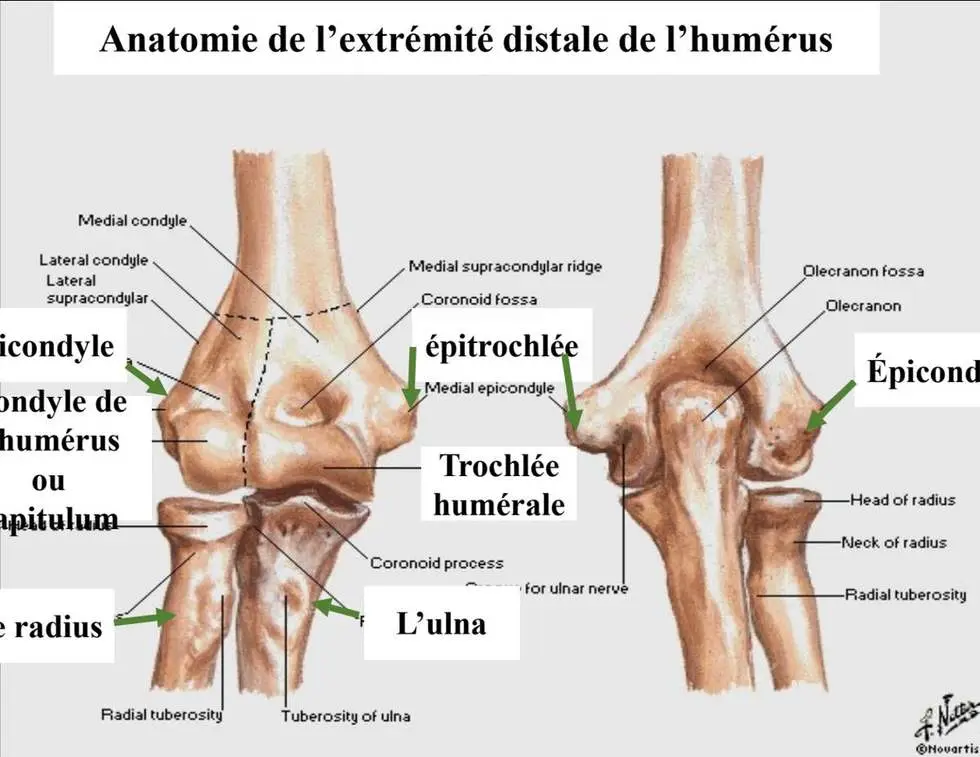 Anatomie de l’extrémité distale de l’humérus
Medial condyle
Lateral condyle
Lateral
supracondylar
Medial supracondylar ridge
Coronoid fossa
Olecranon fossa
Olecranon
icondyle
épitrochlée
Épicond
Medial epicondyle
ondyle de
humérus
ou
apitulum
Trochlée
humérale
Head of radius
Neck of radius
Coronoid process
for ulnar nerve
Radial tuberosity
e radius
L’ulna
Radial tuberosity
Tuberosity of ulna
©Novartis